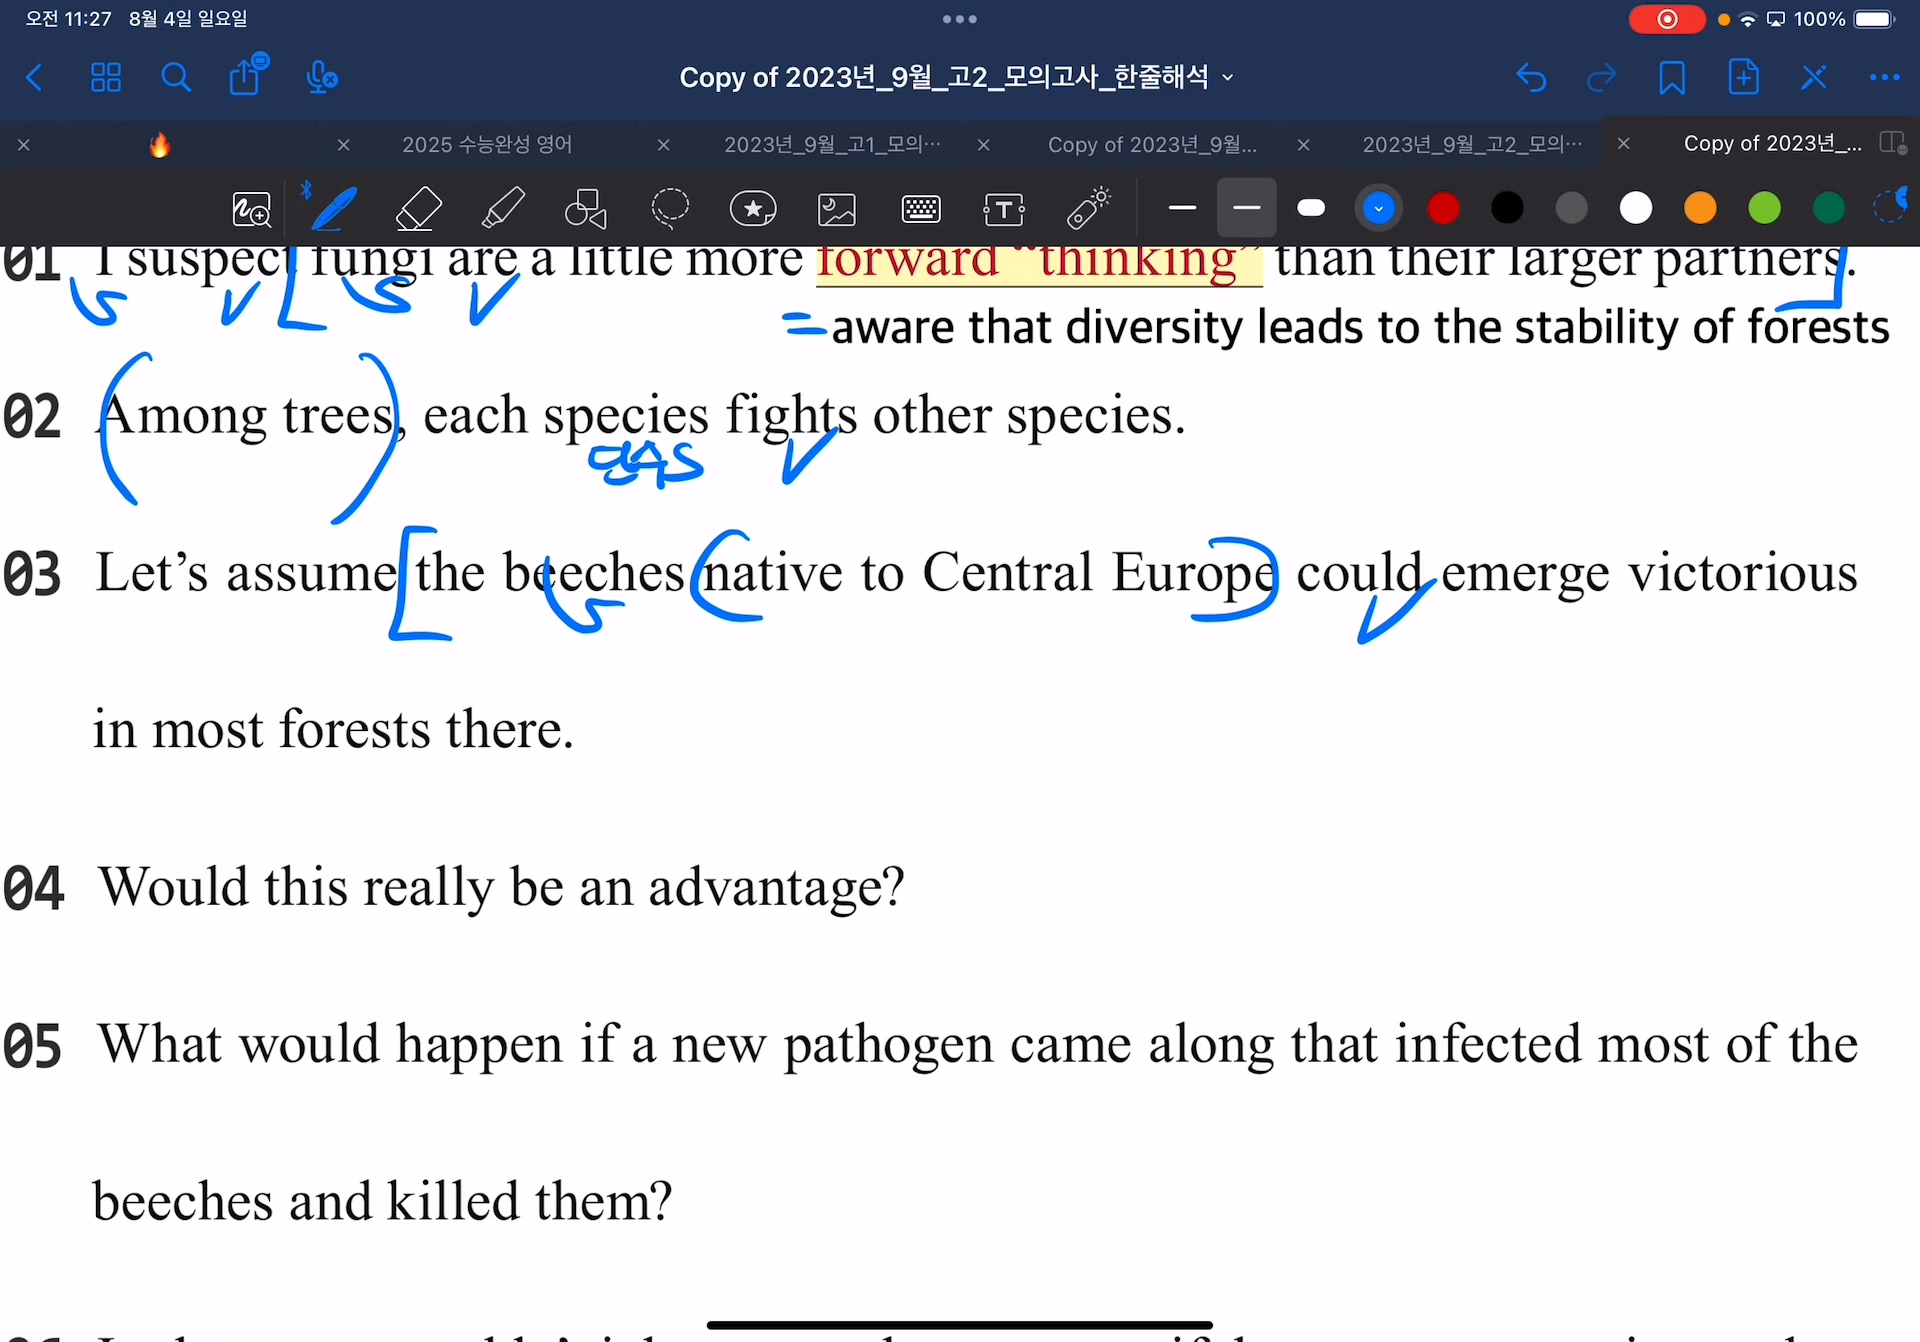 오전 11:27 8월 4일 일요일
100%
Copy of 2023년_9월_고2_모의고사_한줄해석
2025 수능완성 영어
2023년_9월_고1_모의…
Copy of 2023년_9월...
2023년_9월_고2_모의…
Copy of 2023년_...
01 I suspect fungi are a little more forward “thinking” than their larger partners.
S V S V
=aware that diversity leads to the stability of forests
02 Among trees, each species fights other species.
S V
03 Let’s assume the beeches native to Central Europe could emerge victorious
S V
in most forests there.
04 Would this really be an advantage?
05 What would happen if a new pathogen came along that infected most of the
beeches and killed them?